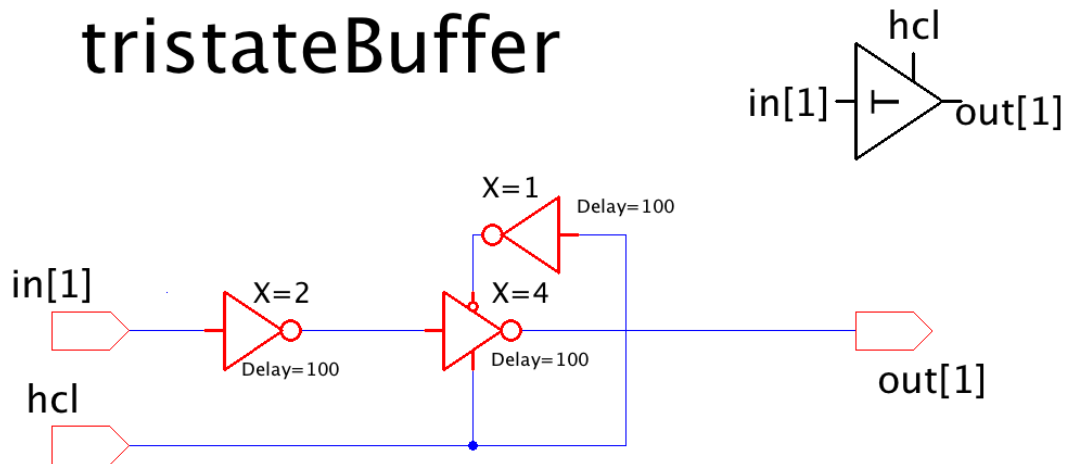 tristateBuffer
hcl
in[1]
out[1]
X=1
Delay=100
in[1]
X=2
X=4
Delay=100
Delay=100
out[1]
hcl